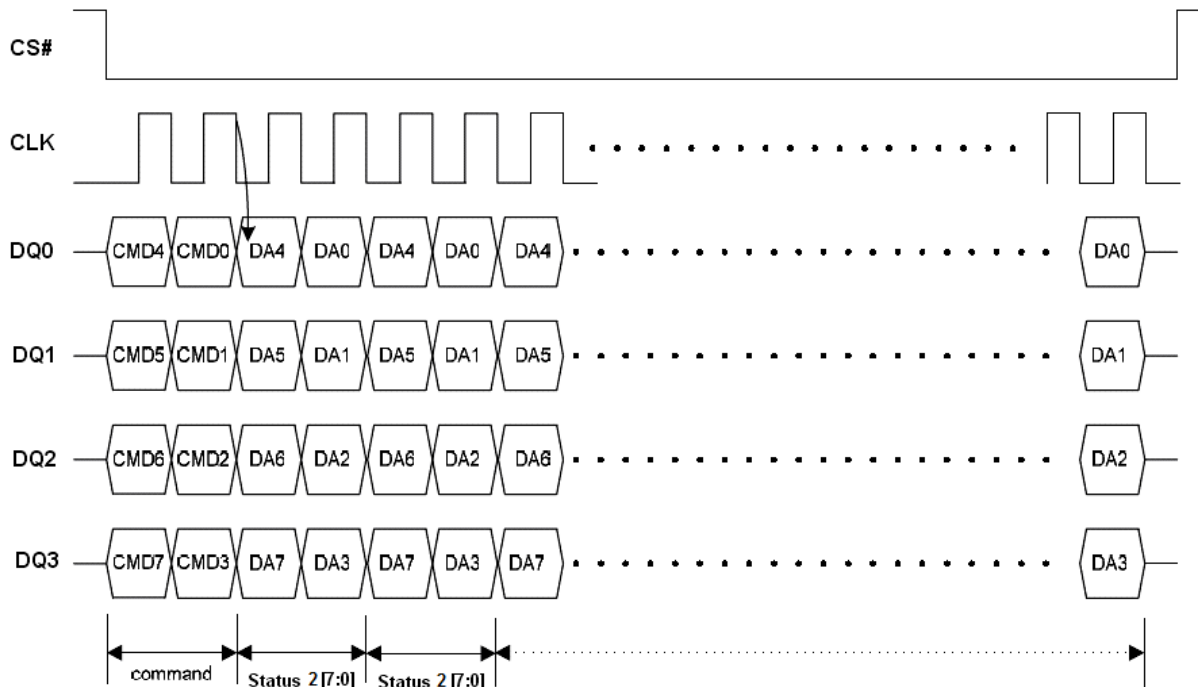 CS#
CLK
DQ0 CMD4 CMD0 DA4 DA0 DA4 DA0 DA4 DA0
DQ1 CMD5 CMD1 DA5 DA1 DA5 DA1 DA5 DA1
DQ2 CMD6 CMD2 DA6 DA2 DA6 DA2 DA6 DA2
DQ3 CMD7 CMD3 DA7 DA3 DA7 DA3 DA7 DA3
command Status 2 [7:0] Status 2 [7:0]